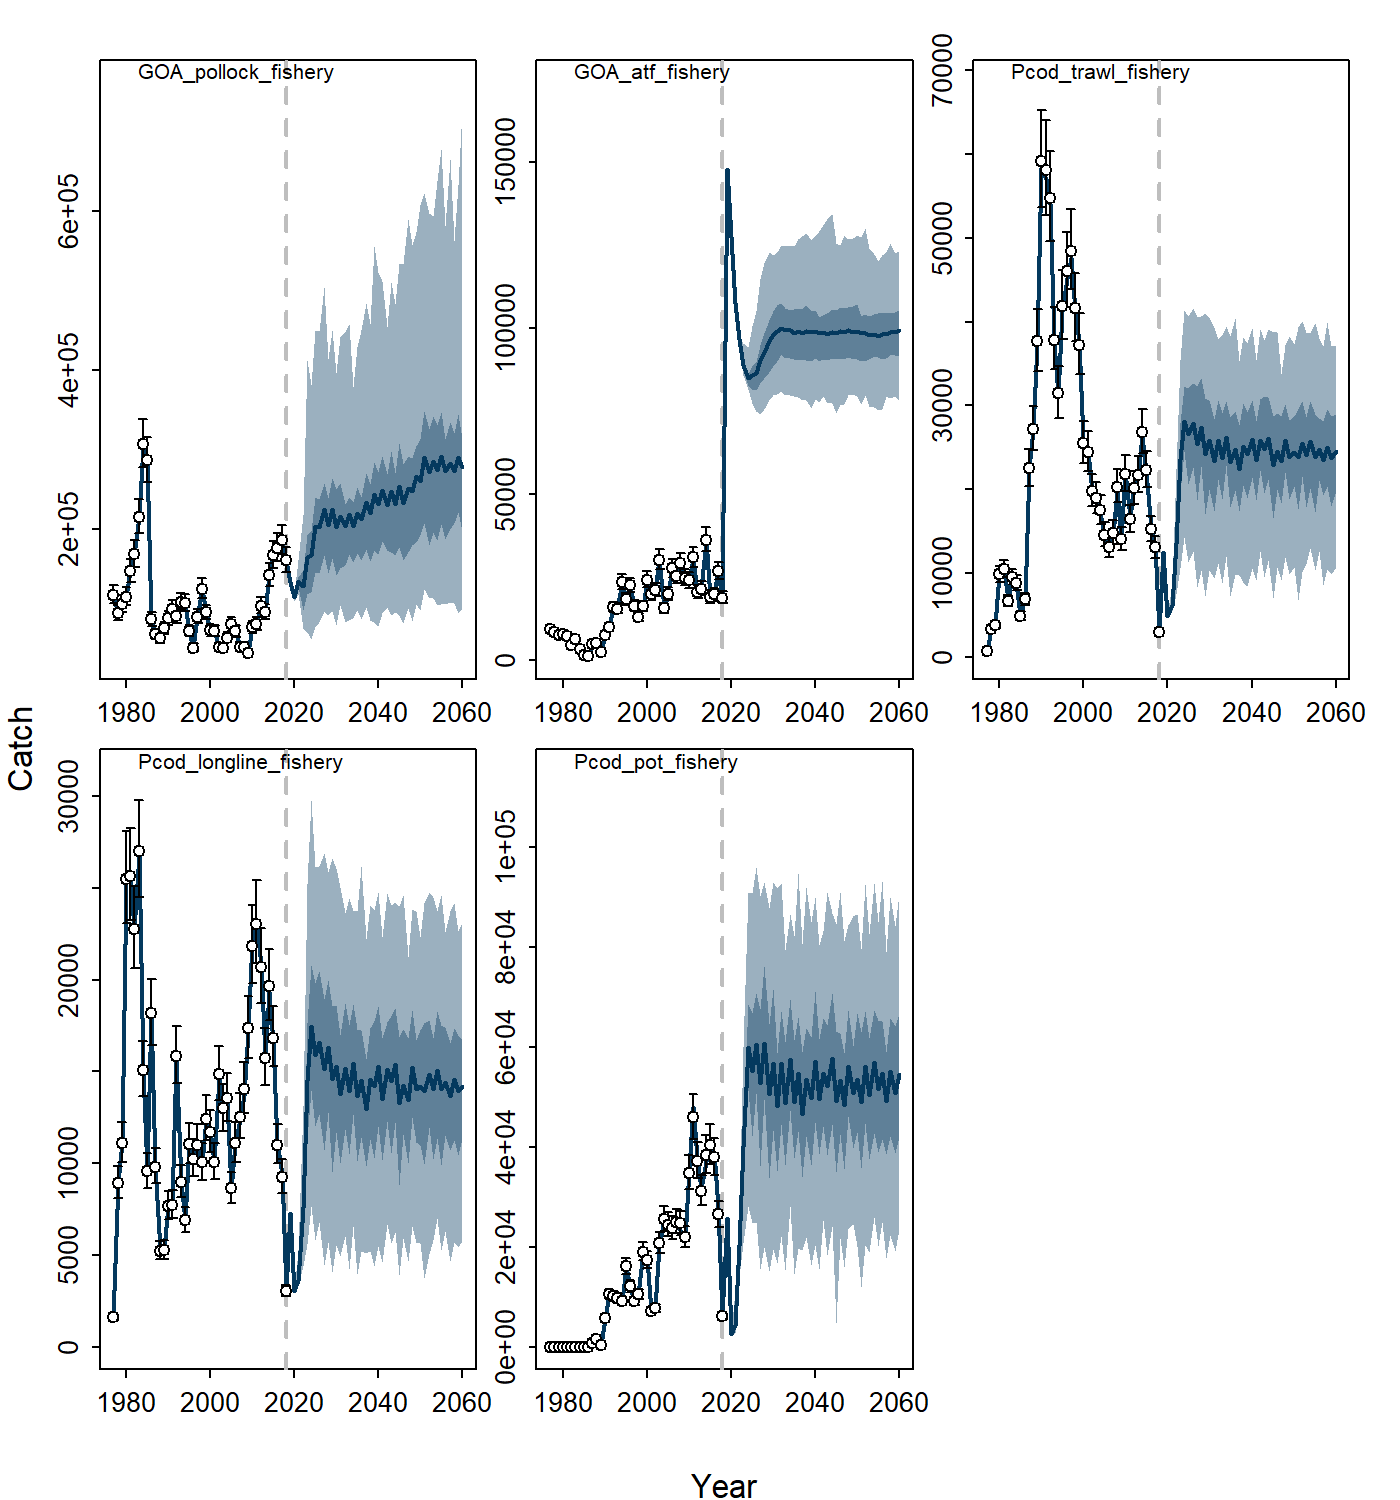 GOA_pollock_fishery
GOA_atf_fishery
Pcod_trawl_fishery
2e+05
4e+05
6e+05
0
50000
100000
150000
10000
30000
50000
70000
0
1980
2000
2020
2040
2060
1980
2000
2020
2040
2060
1980
2000
2020
2040
2060
Catch
Pcod_longline_fishery
Pcod_pot_fishery
0
5000
10000
20000
30000
0e+00
2e+04
4e+04
6e+04
8e+04
1e+05
1980
2000
2020
2040
2060
1980
2000
2020
2040
2060
Year